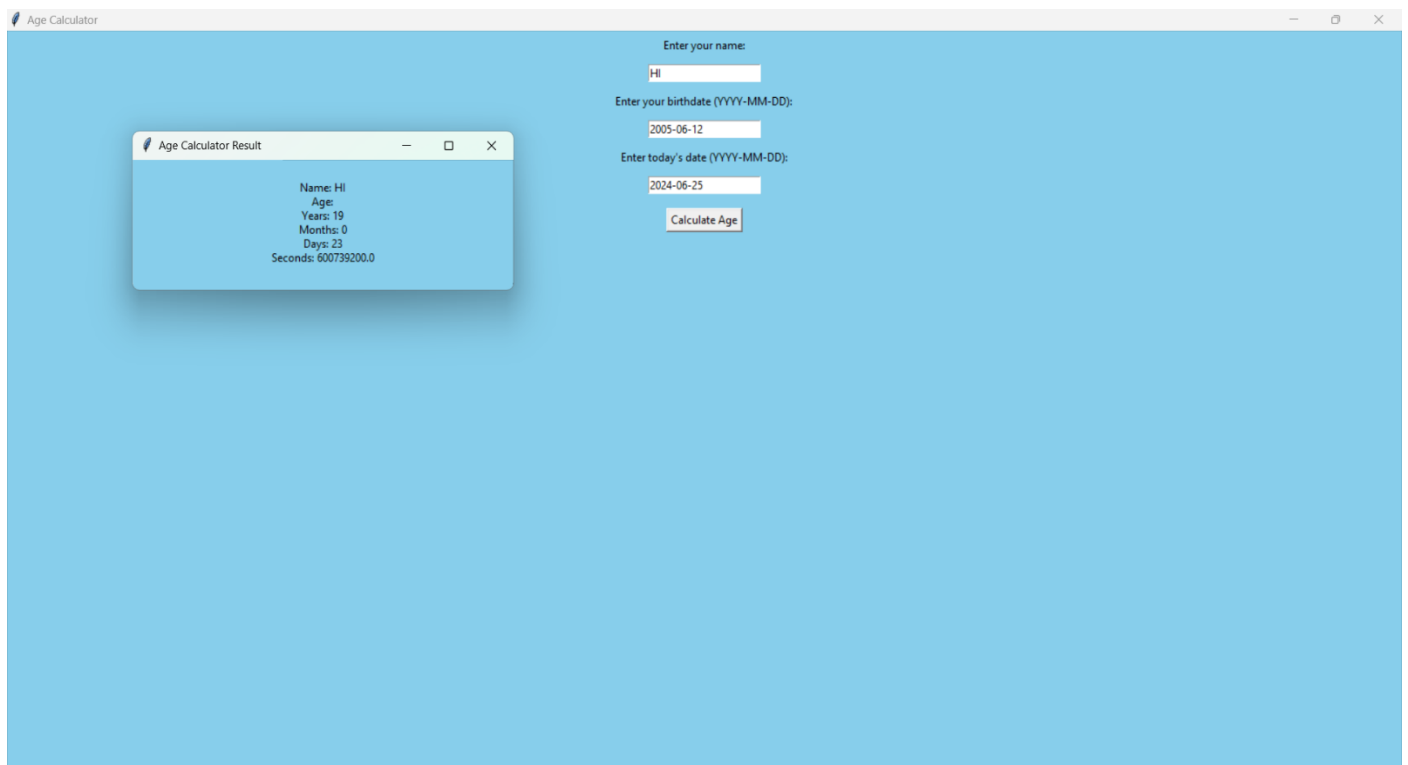 Age Calculator
Enter your name:
HI
Enter your birthdate (YYYY-MM-DD):
2005-06-12
Enter today's date (YYYY-MM-DD):
2024-06-25
Calculate Age
Age Calculator Result
Name: HI
Age:
Years: 19
Months: 0
Days: 23
Seconds: 600739200.0